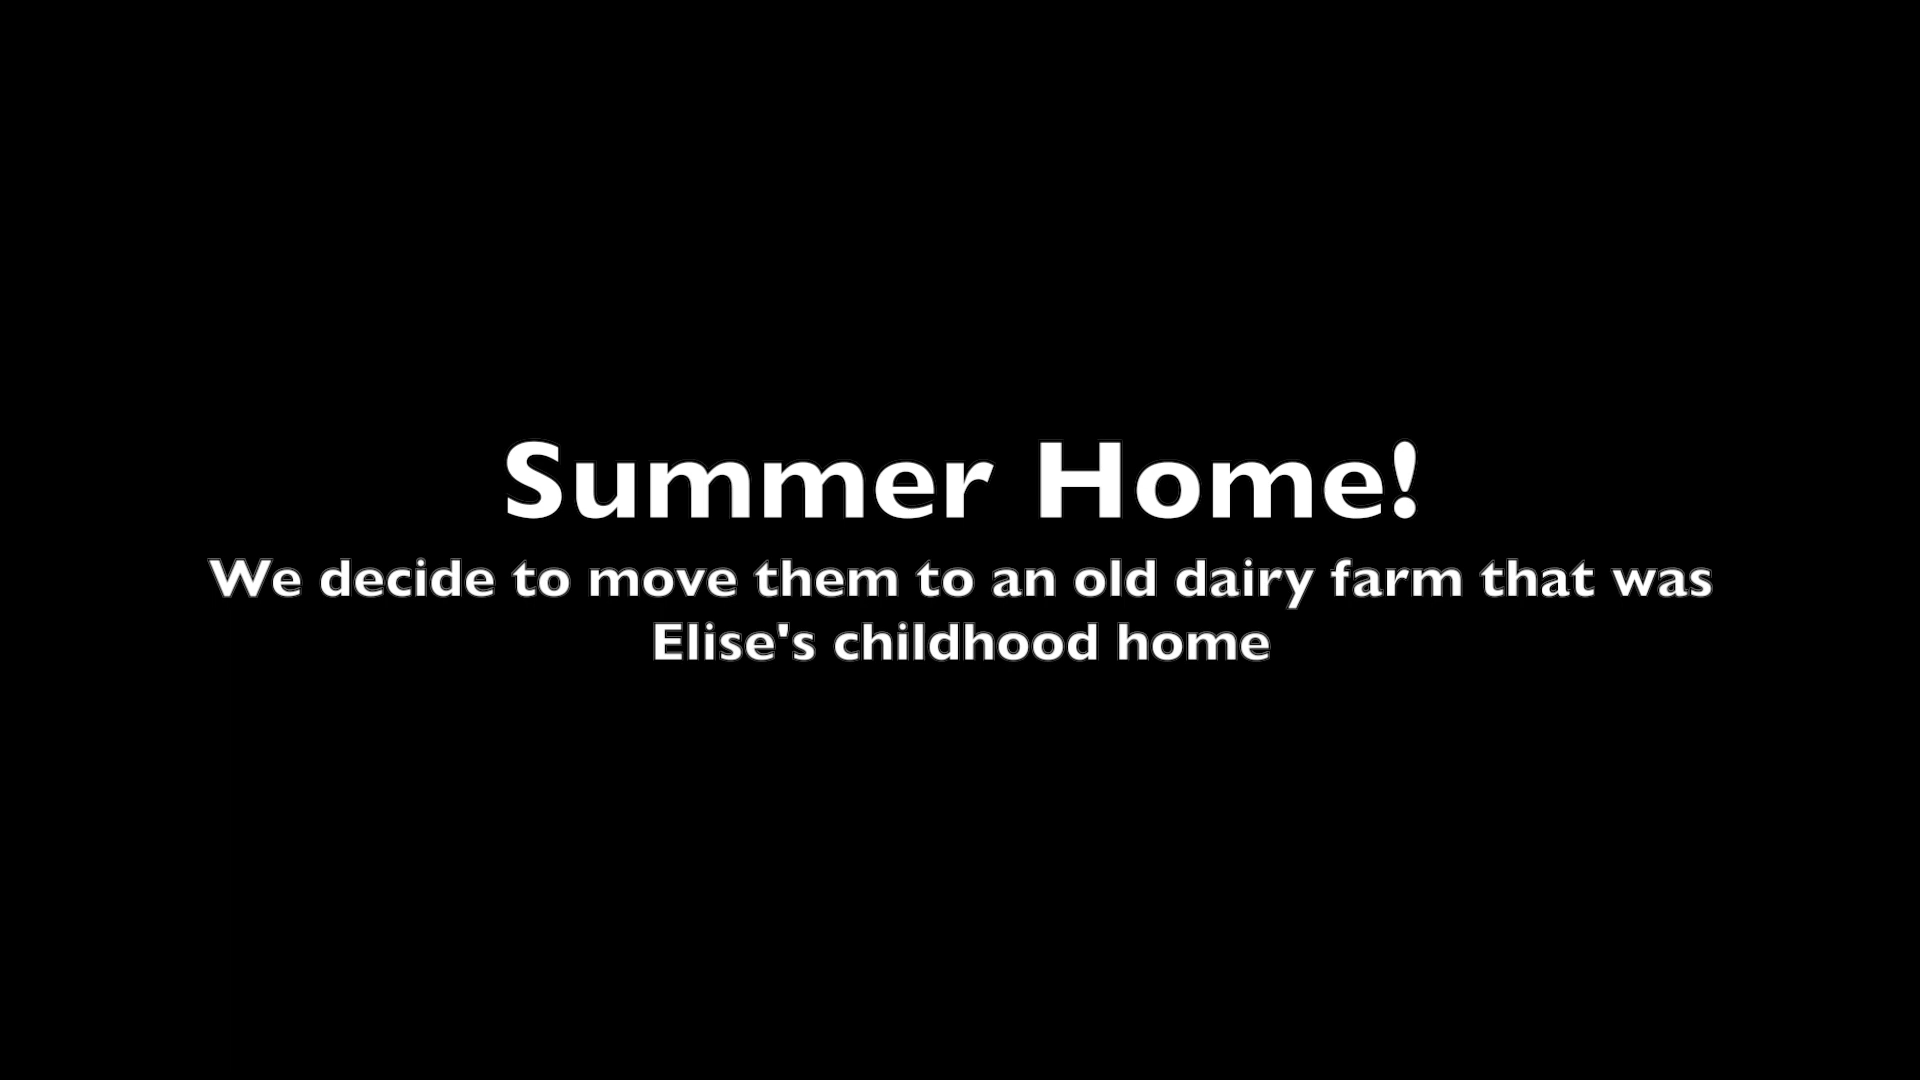 Summer Home!
We decide to move them to an old dairy farm that was
Elise's childhood home